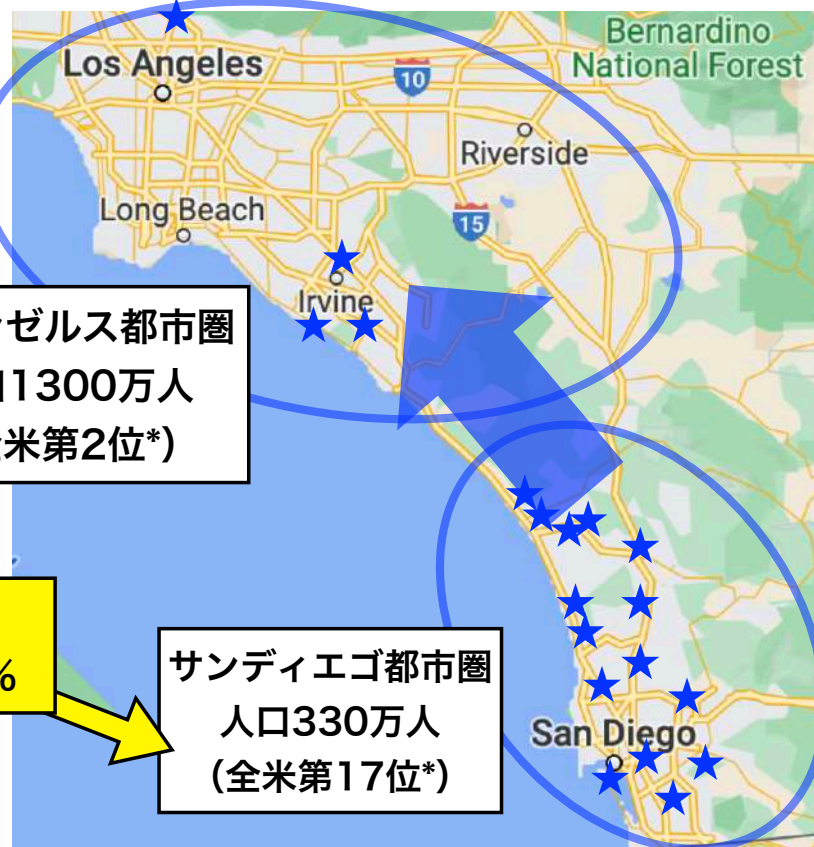 Bernardino
National Forest
Los Angeles
10
Riverside
Long Beach
15
Irvine
ゼルス都市圏
1300万人
米第2位*）
%
サンディエゴ都市圏
人口330万人
（全米第17位*）
San Diego